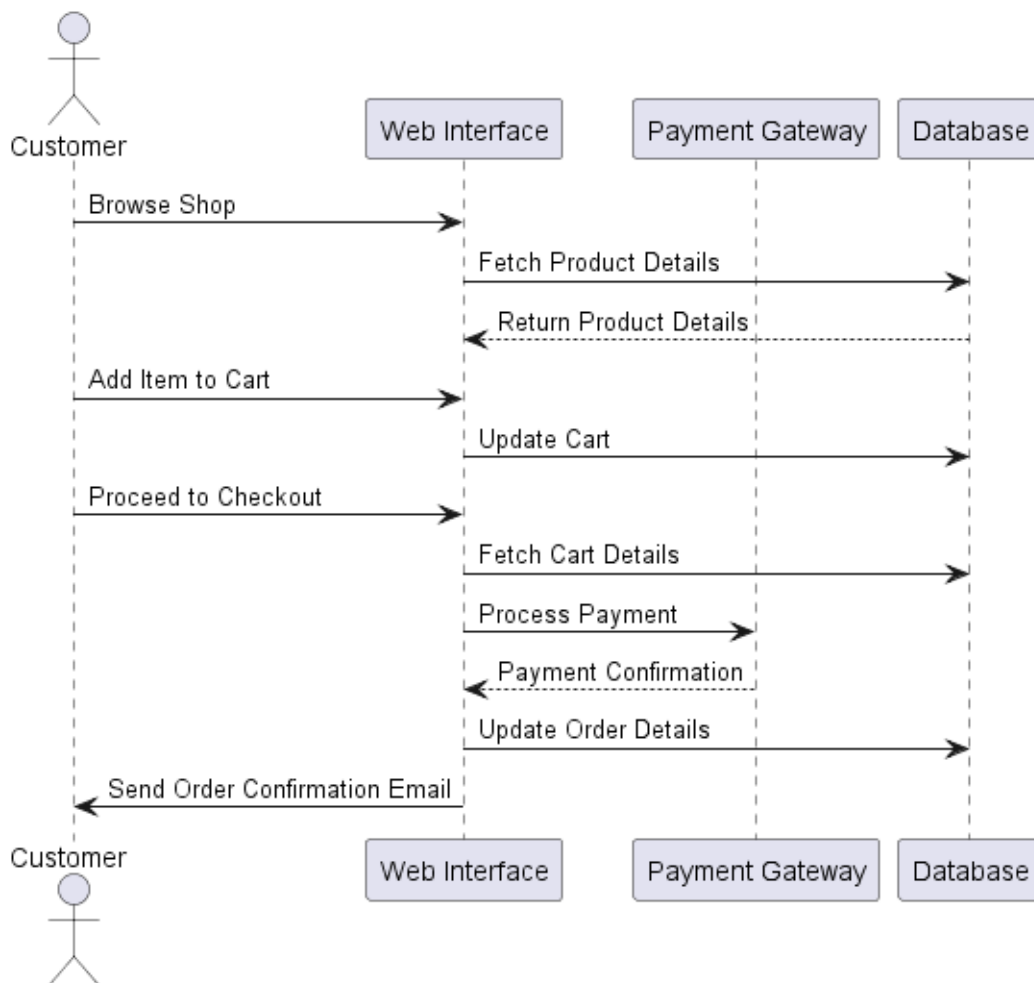 Customer
Web Interface
Payment Gateway
Database
Browse Shop
Fetch Product Details
Return Product Details
Add Item to Cart
Update Cart
Proceed to Checkout
Fetch Cart Details
Process Payment
Payment Confirmation
Update Order Details
Send Order Confirmation Email
Customer
Web Interface
Payment Gateway
Database